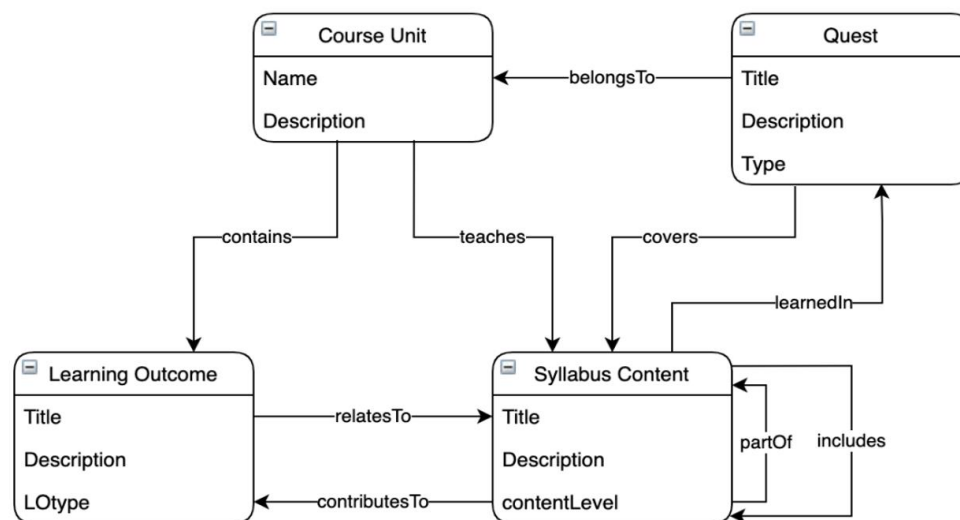 Course Unit
Name
Description
Quest
Title
Description
Type
belongsTo
contains
teaches
covers
learnedIn
Learning Outcome
Title
Description
LOtype
relatesTo
contributesTo
Syllabus Content
Title
Description
contentLevel
partOf
includes